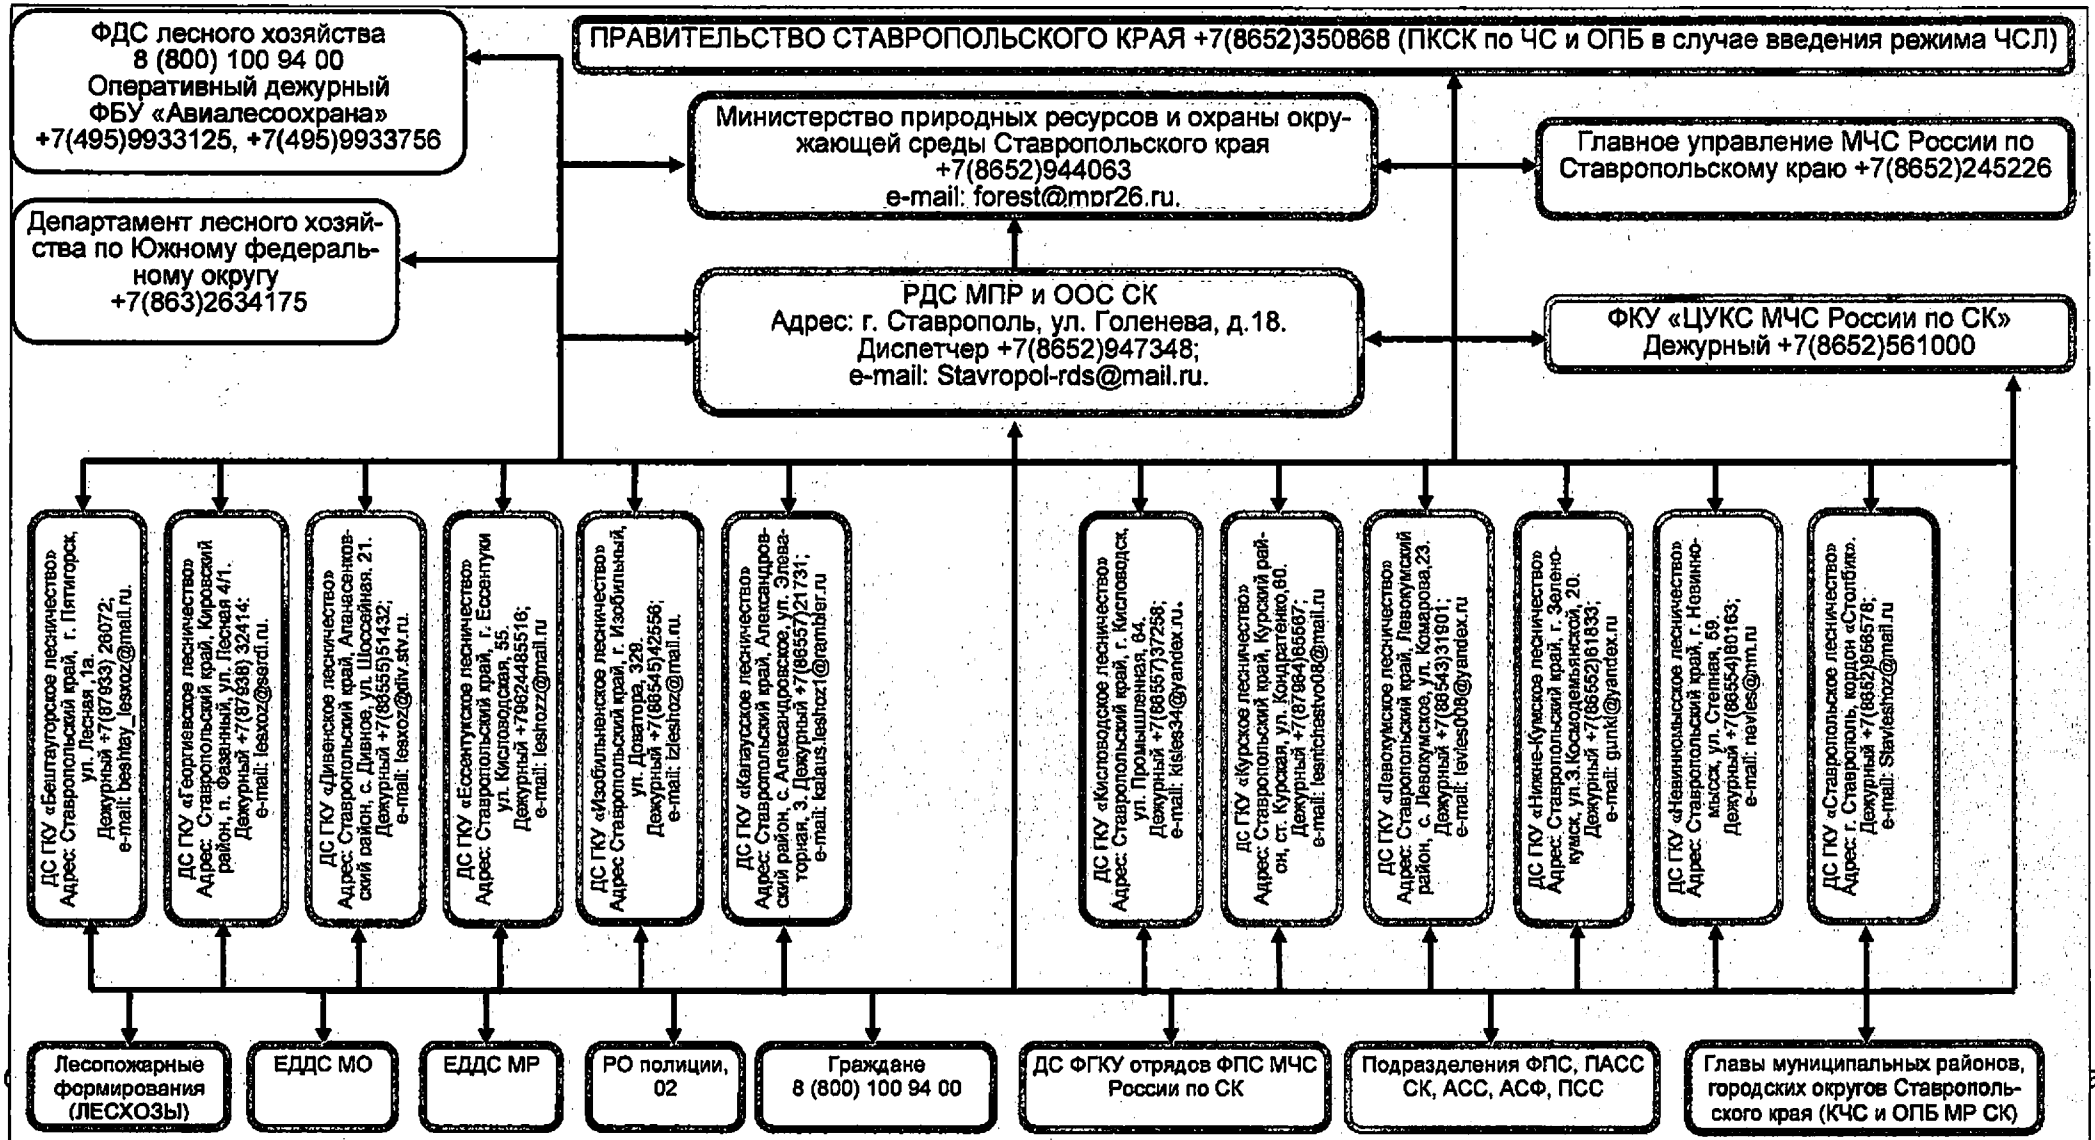 ФДС лесного хозяйства
8 (800) 100 94 00
Оперативный дежурный
ФБУ «Авиалесоохрана»
+7(495)9933125, +7(495)9933756
ПРАВИТЕЛЬСТВО СТАВРОПОЛЬСКОГО КРАЯ +7(8652)350868 (ПКСК по ЧС и ОПБ в случае введения режима ЧСЛ)
Министерство природных ресурсов и охраны окру-
жающей среды Ставропольского края
+7(8652)944063
e-mail: forest@mpr26.ru.
Главное управление МЧС России по
Ставропольскому краю +7(8652)245226
Департамент лесного хозяй-
ства по Южному федераль-
ному округу
+7(863)2634175
РДС МПР и ООС СК
Адрес: г. Ставрополь, ул. Голенева, д.18.
Диспетчер +7(8652)947348;
e-mail: Stavropol-rds@mail.ru.
ФКУ «ЦУКС МЧС России по СК»
Дежурный +7(8652)561000
ДС ГКУ «Бештаугорское лесничество»
Адрес: Ставропольский край, г. Пятигорск,
ул. Лесная ,1а.
Дежурный +7(87933) 26072;
e-mail: beshtay_lesxoz@mail.ru.
ДС ГКУ «Георгиевское лесничество»
Адрес: Ставропольский край, Кировский
район, п. Фазанный, ул. Лесная 4/1.
Дежурный +7(87938) 32414:
e-mail: lesxoz@serdi.ru.
ДС ГКУ «Дивенское лесничество»
Адрес: Ставропольский край, Апанасенков-
ский район, с. Дивное, ул. Шоссейная. 21.
Дежурный +7(86555)51432;
e-mail: lesxoz@div.stv.ru.
ДС ГКУ «Ессентукское лесничество»
Адрес: Ставропольский край, г. Ессентуки
ул. Кисловодская, 55.
Дежурный +79624485516;
e-mail: leshozz@mail.ru
ДС ГКУ «Изобильненское лесничество»
Адрес Ставропольский край, г. Изобильный,
ул. Доватора, 329.
Дежурный +7(86545)42556;
e-mail: izleshoz@mail.ru.
ДС ГКУ «Калаусское лесничество»
Адрес: Ставропольский край, Александров-
ский район, с. Александровское, ул. Элева-
торная, 3. Дежурный +7(86557)21731;
e-mail: kalaus.leshoz1@rambler.ru
ДС ГКУ «Кисловодское лесничество»
Адрес: Ставропольский край, г. Кисловодск,
ул. Промышленная, 64.
Дежурный +7(86557)37258;
e-mail: kisles34@yandex.ru.
ДС ГКУ «Курское лесничество»
Адрес: Ставропольский край, Курский рай-
он, ст. Курская, ул. Кондратенко,60.
Дежурный +7(87964)65567;
e-mail: lesnichestvo08@mail.ru
ДС ГКУ «Левокумское лесничество»
Адрес: Ставропольский край, Левокумский
район, с. Левокумское, ул. Комарова,23.
Дежурный +7(86543)31901;
e-mail: levles008@yandex.ru
ДС ГКУ «Нижне-Кумское лесничество»
Адрес: Ставропольский край, г. Зелено-
кумск, ул. З.Космодемьянской, 20.
Дежурный +7(86552)61833;
e-mail: gunkl@yandex.ru
ДС ГКУ «Невинномысское лесничество»
Адрес: Ставропольский край, г. Невинно-
мысск, ул. Степная, 59.
Дежурный +7(86554)80163;
e-mail: nevles@nm.ru
ДС ГКУ «Ставропольское лесничество»
Адрес: г. Ставрополь, кордон «Столбик».
Дежурный +7(8652)956578;
e-mail: Stavleshoz@mail.ru
Лесопожарные
формирования
(ЛЕСХОЗЫ)
ЕДДС МО
ЕДДС МР
РО полиции,
02
Граждане
8 (800) 100 94 00
ДС ФГКУ отрядов ФПС МЧС
России по СК
Подразделения ФПС, ПАСС
СК, АСС, АСФ, ПСС
Главы муниципальных районов,
городских округов Ставрополь-
ского края (КЧС и ОПБ МР СК)